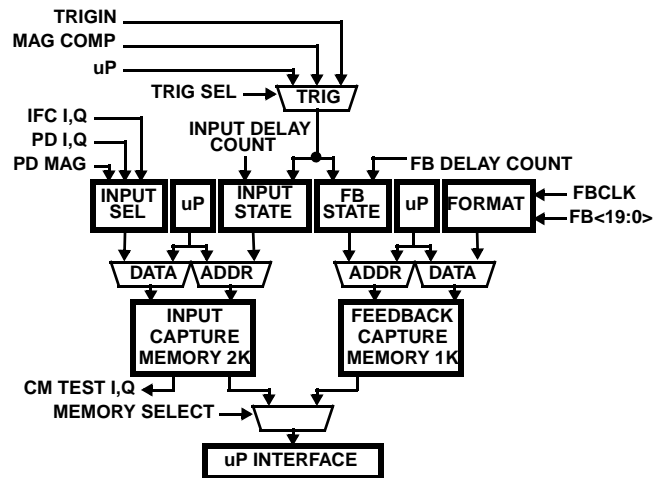 TRIGIN
MAG COMP
uP
TRIG SEL
TRIG
IFC I,Q
PD I,Q
PD MAG
INPUT DELAY
COUNT
FB DELAY COUNT
INPUT
SEL
uP
INPUT
STATE
FB
STATE
uP
FORMAT
FBCLK
FB<19:0>
DATA
ADDR
ADDR
DATA
INPUT
CAPTURE
MEMORY 2K
FEEDBACK
CAPTURE
MEMORY 1K
CM TEST I,Q
MEMORY SELECT
uP INTERFACE